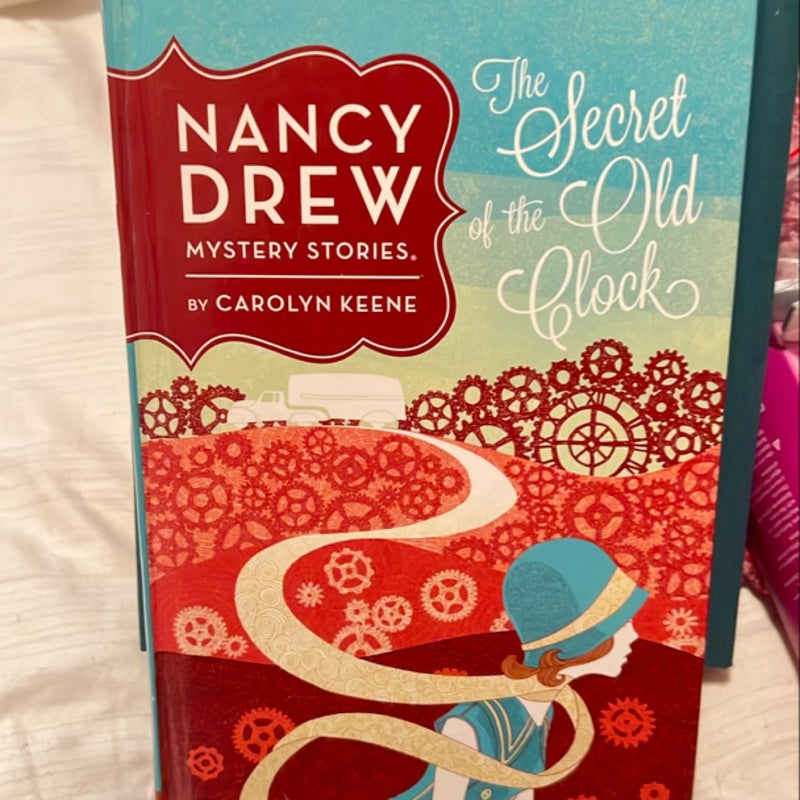 NANCY
DREW
MYSTERY STORIES®
BY CAROLYN KEENE
The
Secret
of the Old
Clock